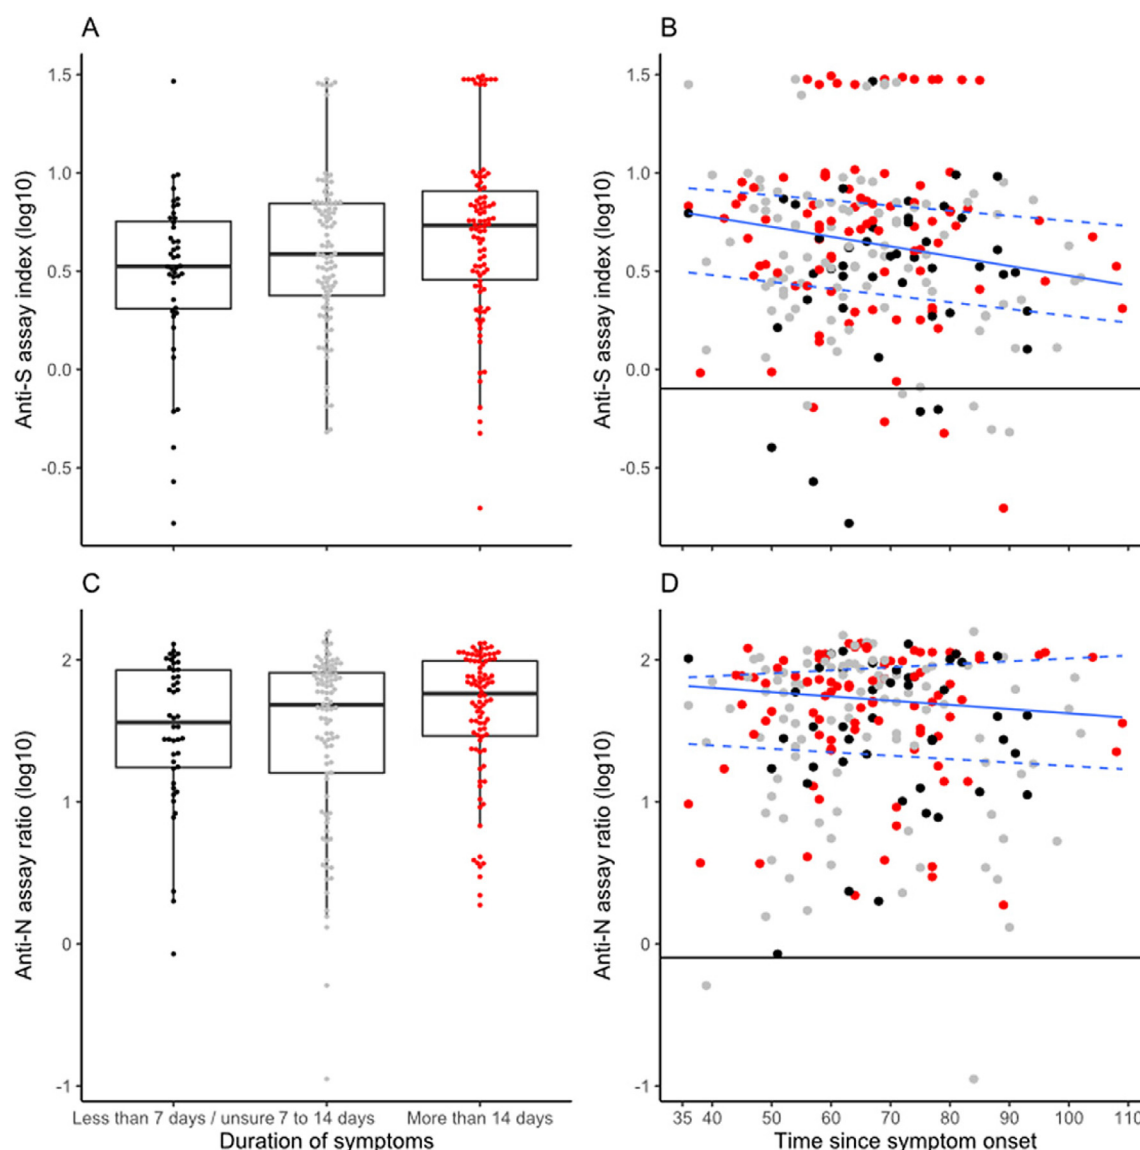 A
B
Anti-S assay index (log10)
1.5
1.0
0.5
0.0
-0.5
Anti-S assay index (log10)
1.5
1.0
0.5
0.0
-0.5
C
D
Anti-N assay ratio (log10)
2
1
0
-1
Less than 7 days / unsure 7 to 14 days More than 14 days
Duration of symptoms
Anti-N assay ratio (log10)
2
1
0
-1
35 40 50 60 70 80 90 100 110
Time since symptom onset